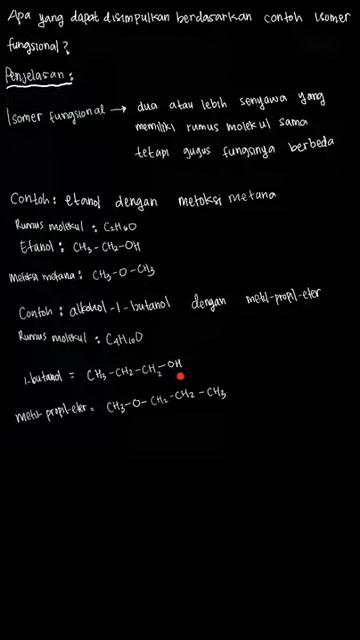 Apa yang dapat disimpulkan berdasarkan contoh isomer
fungsional?
Penjelasan:
Isomer fungsional → dua atau lebih senyawa yang
memiliki rumus molekul sama
tetapi gugus fungsinya berbeda
Contoh: etanol dengan metoksi metana
Rumus molekul : C2H6O
Etanol : CH3-CH2-OH
Metoksi metana : CH3-O-CH3
Contoh : alkohol-1-butanol dengan metil-propil-eter
Rumus molekul : C4H10O
1-butanol = CH3-CH2-CH2-OH
metil-propil-eter = CH3-O-CH2-CH2-CH3